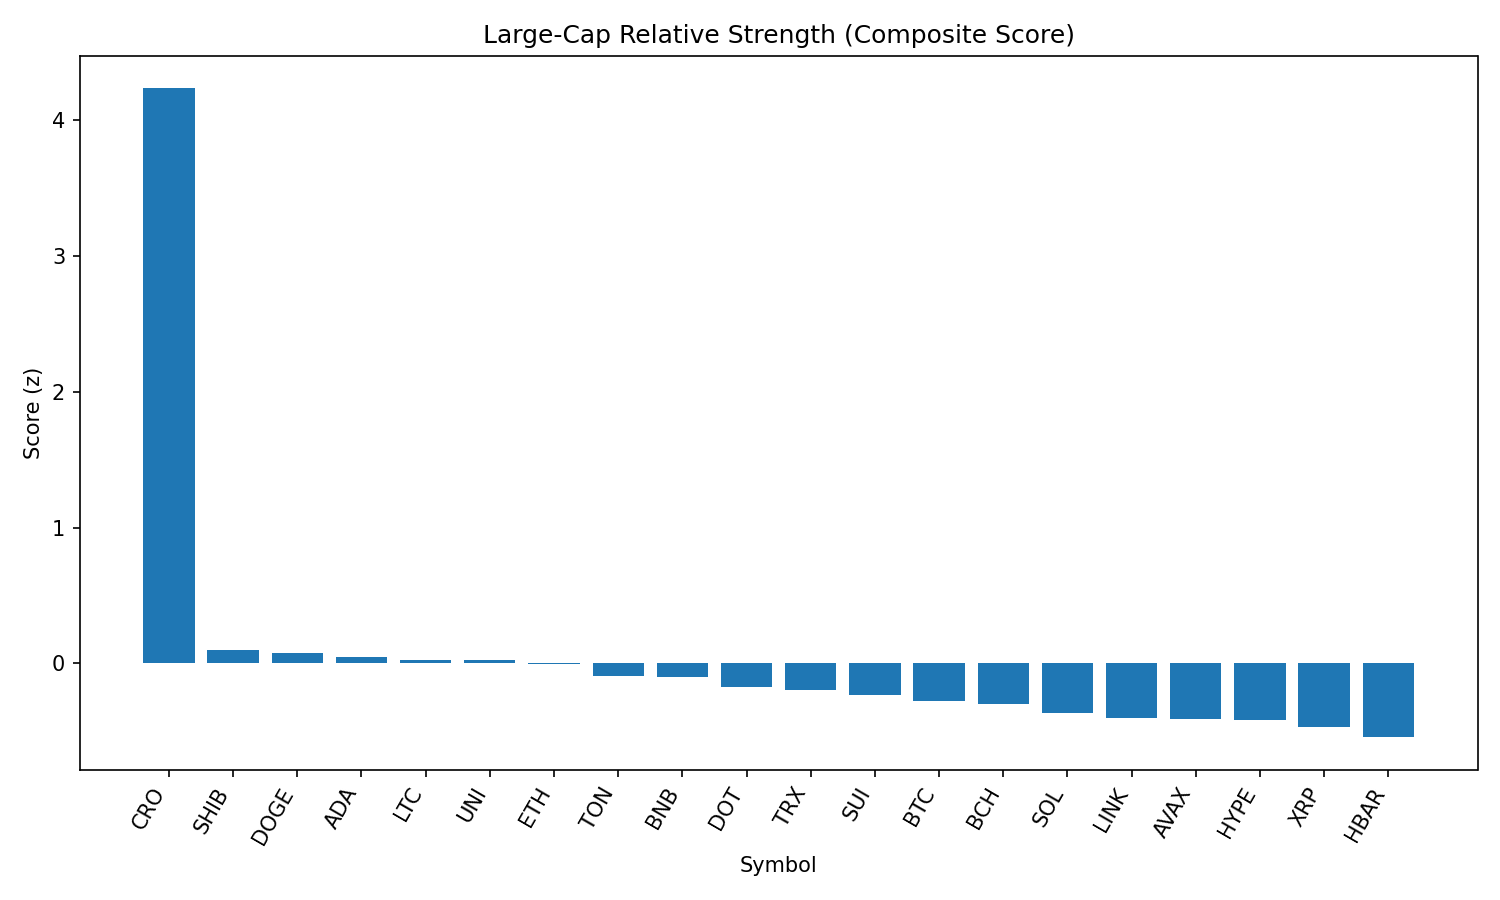 Large-Cap Relative Strength (Composite Score)
Score (z)
4
3
2
1
0
CRO
SHIB
DOGE
ADA
LTC
UNI
ETH
TON
BNB
DOT
TRX
SUI
BTC
BCH
SOL
LINK
AVAX
HYPE
XRP
HBAR
Symbol